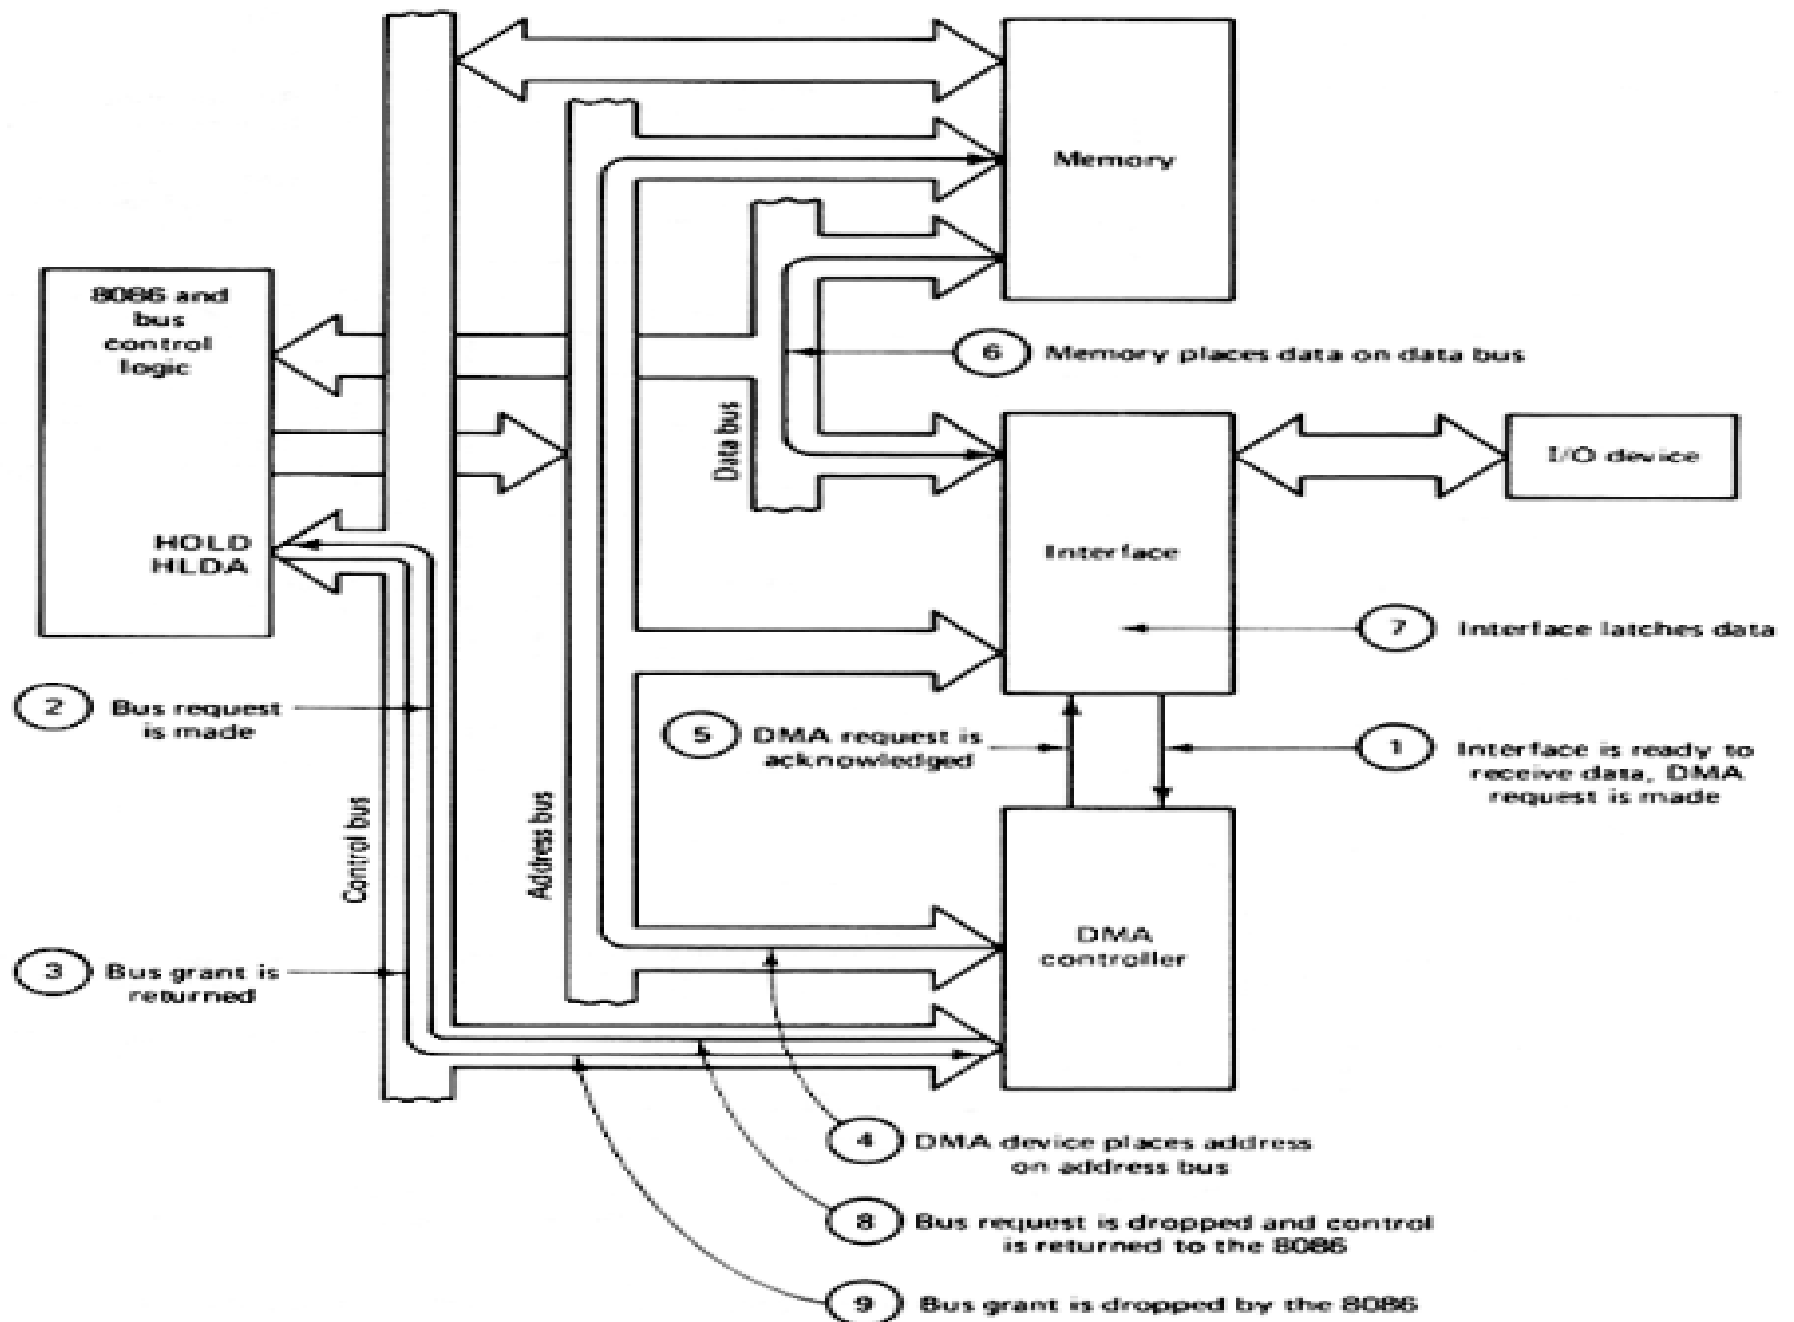 Memory
8086 and
bus
control
logic
6 Memory places data on data bus
Data bus
I/O device
HOLD
HLDA
Interface
7 Interface latches data
2 Bus request
is made
5 DMA request is
acknowledged
1 Interface is ready to
receive data, DMA
request is made
Control bus
Address bus
3 Bus grant is
returned
DMA
controller
4 DMA device places address
on address bus
8 Bus request is dropped and control
is returned to the 8086
9 Bus grant is dropped by the 8086